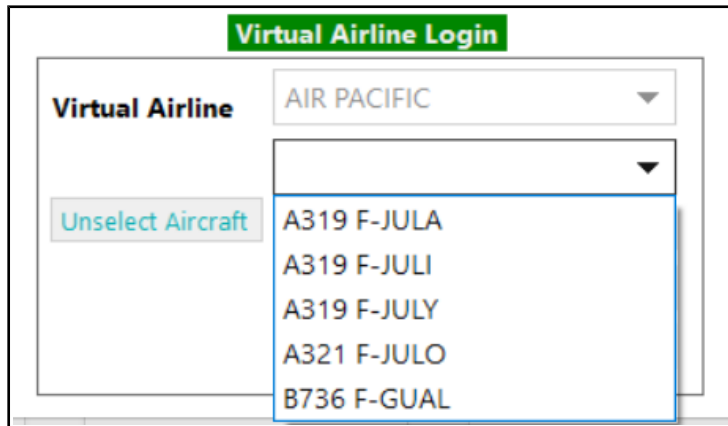 Virtual Airline Login
Virtual Airline
AIR PACIFIC
Unselect Aircraft
A319 F-JULA
A319 F-JULI
A319 F-JULY
A321 F-JULO
B736 F-GUAL